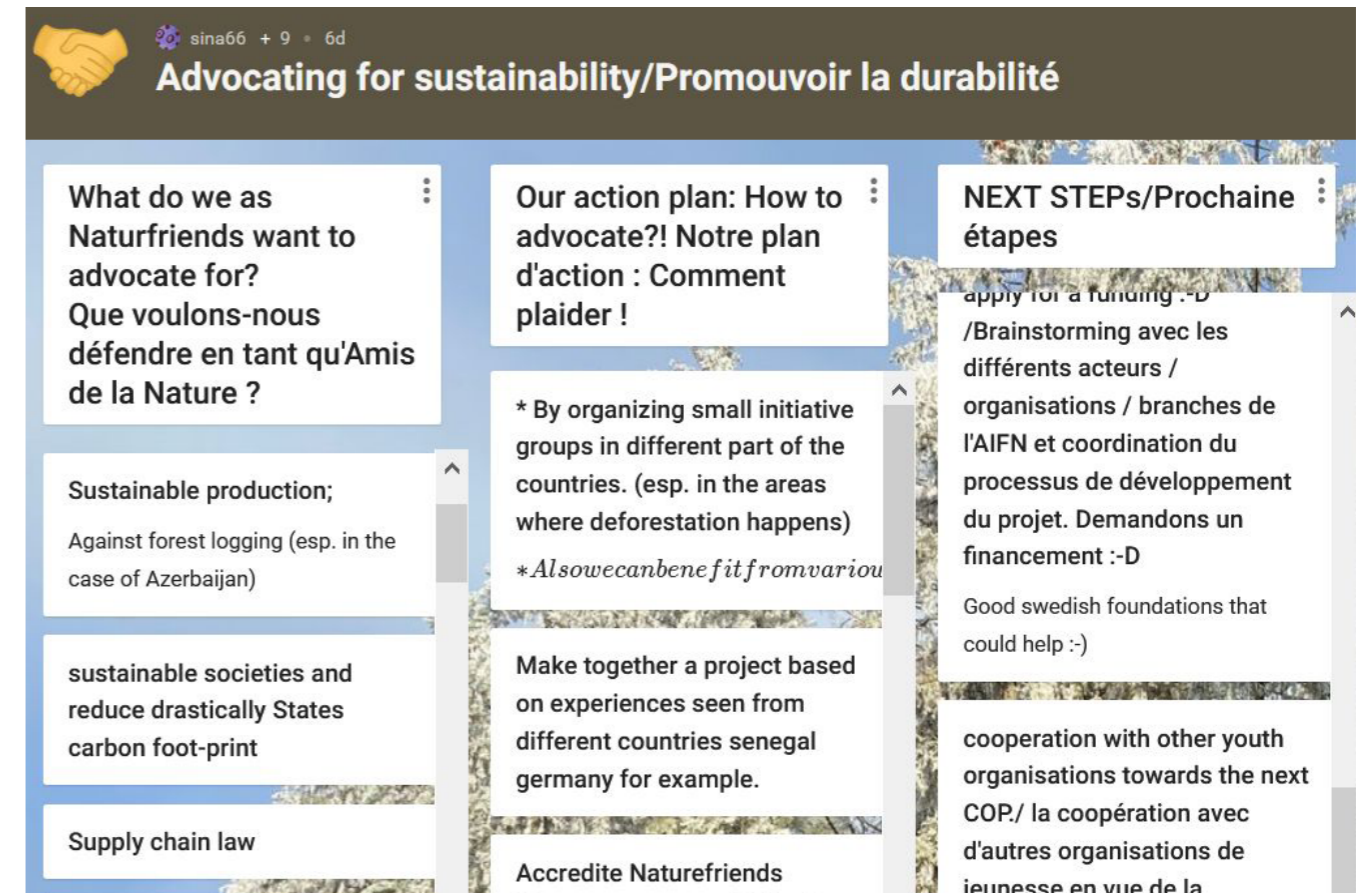 sina66 + 9 • 6d
Advocating for sustainability/Promouvoir la durabilité
What do we as
Naturfriends want to
advocate for?
Que voulons-nous
défendre en tant qu'Amis
de la Nature ?
Sustainable production;
Against forest logging (esp. in the
case of Azerbaijan)
sustainable societies and
reduce drastically States
carbon foot-print
Supply chain law
Our action plan: How to
advocate?! Notre plan
d'action : Comment
plaider !
* By organizing small initiative
groups in different part of the
countries. (esp. in the areas
where deforestation happens)
*Alsowecanbenefitfromvariou
Make together a project based
on experiences seen from
different countries senegal
germany for example.
Accredite Naturefriends
NEXT STEPs/Prochaine
étapes
apply for a funding :-D
/Brainstorming avec les
différents acteurs /
organisations / branches de
l'AIFN et coordination du
processus de développement
du projet. Demandons un
financement :-D
Good swedish foundations that
could help :-)
cooperation with other youth
organisations towards the next
COP./ la coopération avec
d'autres organisations de
jeunesse en vue de la